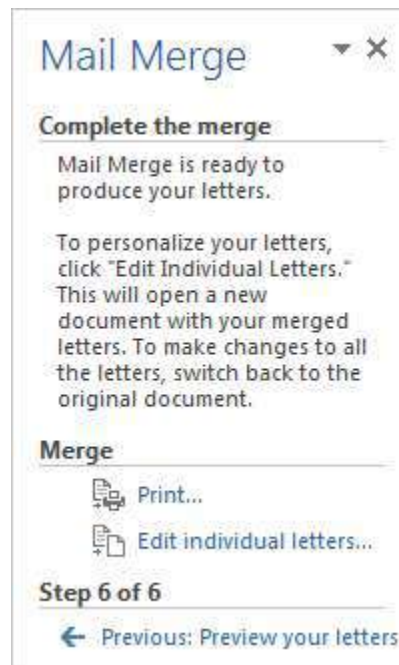 Mail Merge
Complete the merge
Mail Merge is ready to
produce your letters.
To personalize your letters,
click "Edit Individual Letters."
This will open a new
document with your merged
letters. To make changes to all
the letters, switch back to the
original document.
Merge
Print...
Edit individual letters...
Step 6 of 6
Previous: Preview your letters